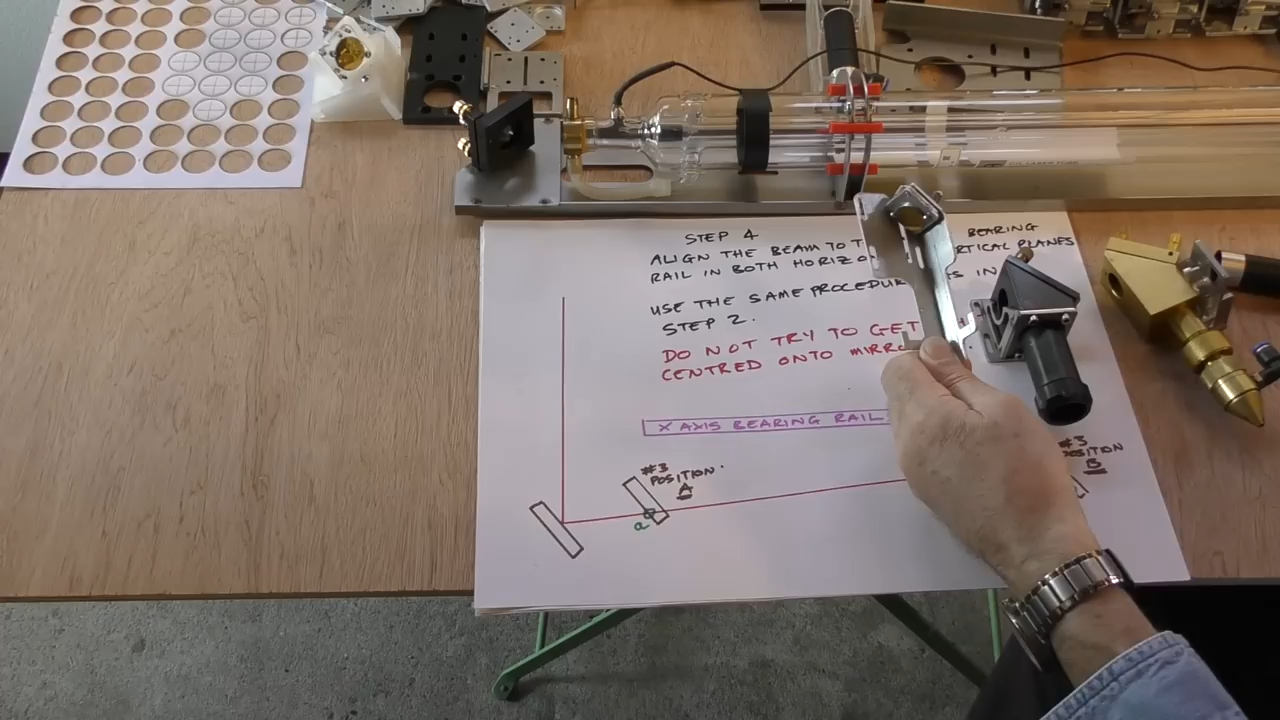 STEP 4
ALIGN THE BEAM TO T BEARING
RAIL IN BOTH HORIZO RTICAL PLANES
USE THE SAME PROCEDUR S IN
STEP 2.
DO NOT TRY TO GET
CENTRED ONTO MIRR
X AXIS BEARING RAIL
#3
POSITION.
A
a
#3
POSITION
B